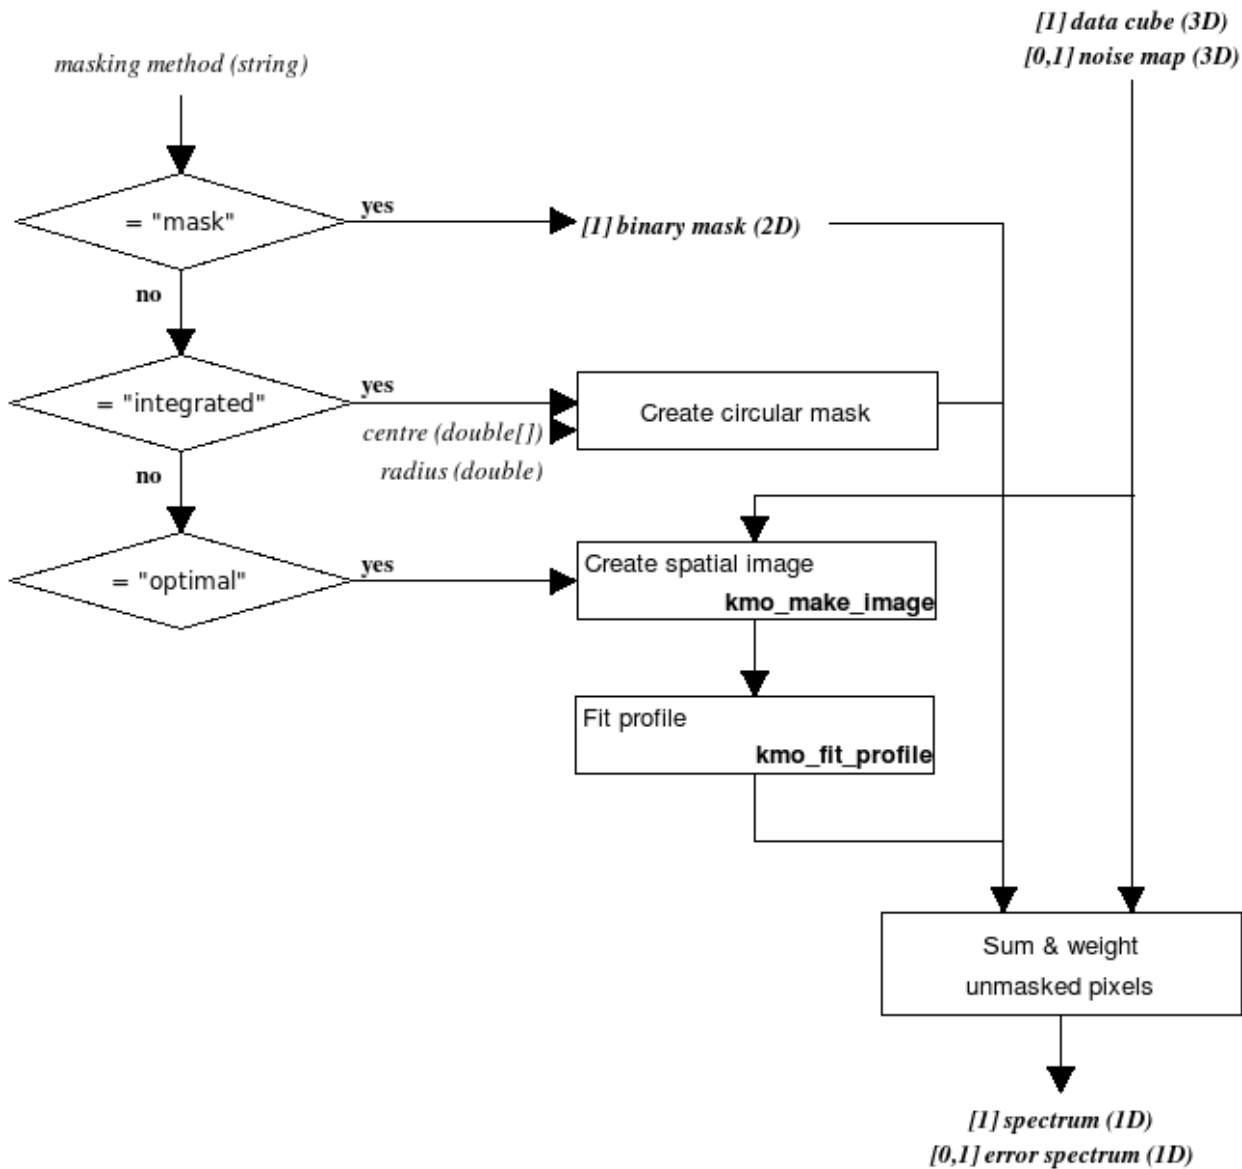 [1] data cube (3D)
[0,1] noise map (3D)
masking method (string)
= "mask"
yes
[1] binary mask (2D)
no
= "integrated"
yes
centre (double[])
radius (double)
Create circular mask
no
= "optimal"
yes
Create spatial image
kmo_make_image
Fit profile
kmo_fit_profile
Sum & weight
unmasked pixels
[1] spectrum (1D)
[0,1] error spectrum (1D)